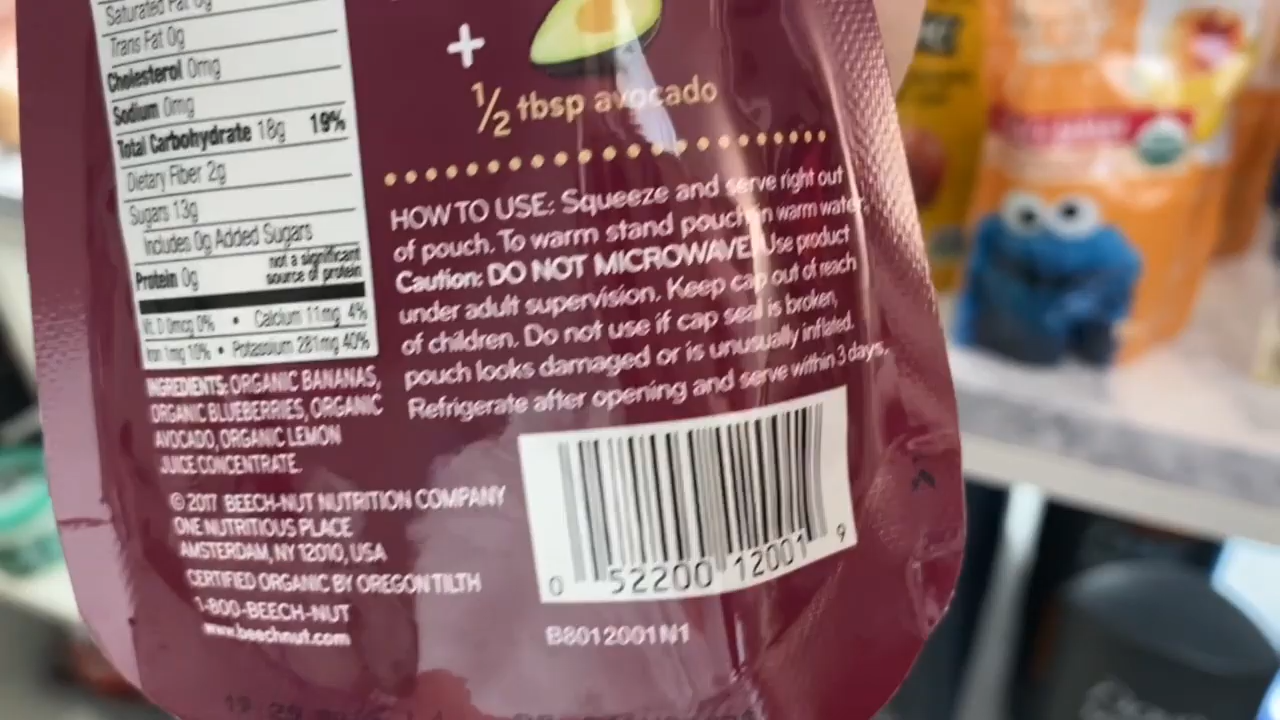 Saturated Fat 0g
Trans Fat 0g
Cholesterol 0mg
Sodium 0mg
Total Carbohydrate 18g 19%
Dietary Fiber 2g
Sugars 13g
Includes 0g Added Sugars
Protein 0g not a significant
source of protein
Vit. D 0mcg 0% • Calcium 11mg 4%
Iron 1mg 10% • Potassium 281mg 40%
INGREDIENTS: ORGANIC BANANAS,
ORGANIC BLUEBERRIES, ORGANIC
AVOCADO, ORGANIC LEMON
JUICE CONCENTRATE.
© 2017 BEECH-NUT NUTRITION COMPANY
ONE NUTRITIOUS PLACE
AMSTERDAM, NY 12010, USA
CERTIFIED ORGANIC BY OREGON TILTH
1-800-BEECH-NUT
www.beechnut.com
+
½ tbsp avocado
HOW TO USE: Squeeze and serve right out
of pouch. To warm stand pouch in warm water.
Caution: DO NOT MICROWAVE. Use product
under adult supervision. Keep cap out of reach
of children. Do not use if cap seal is broken,
pouch looks damaged or is unusually inflated.
Refrigerate after opening and serve within 3 days.
0 52200 12001 9
B8012001N1